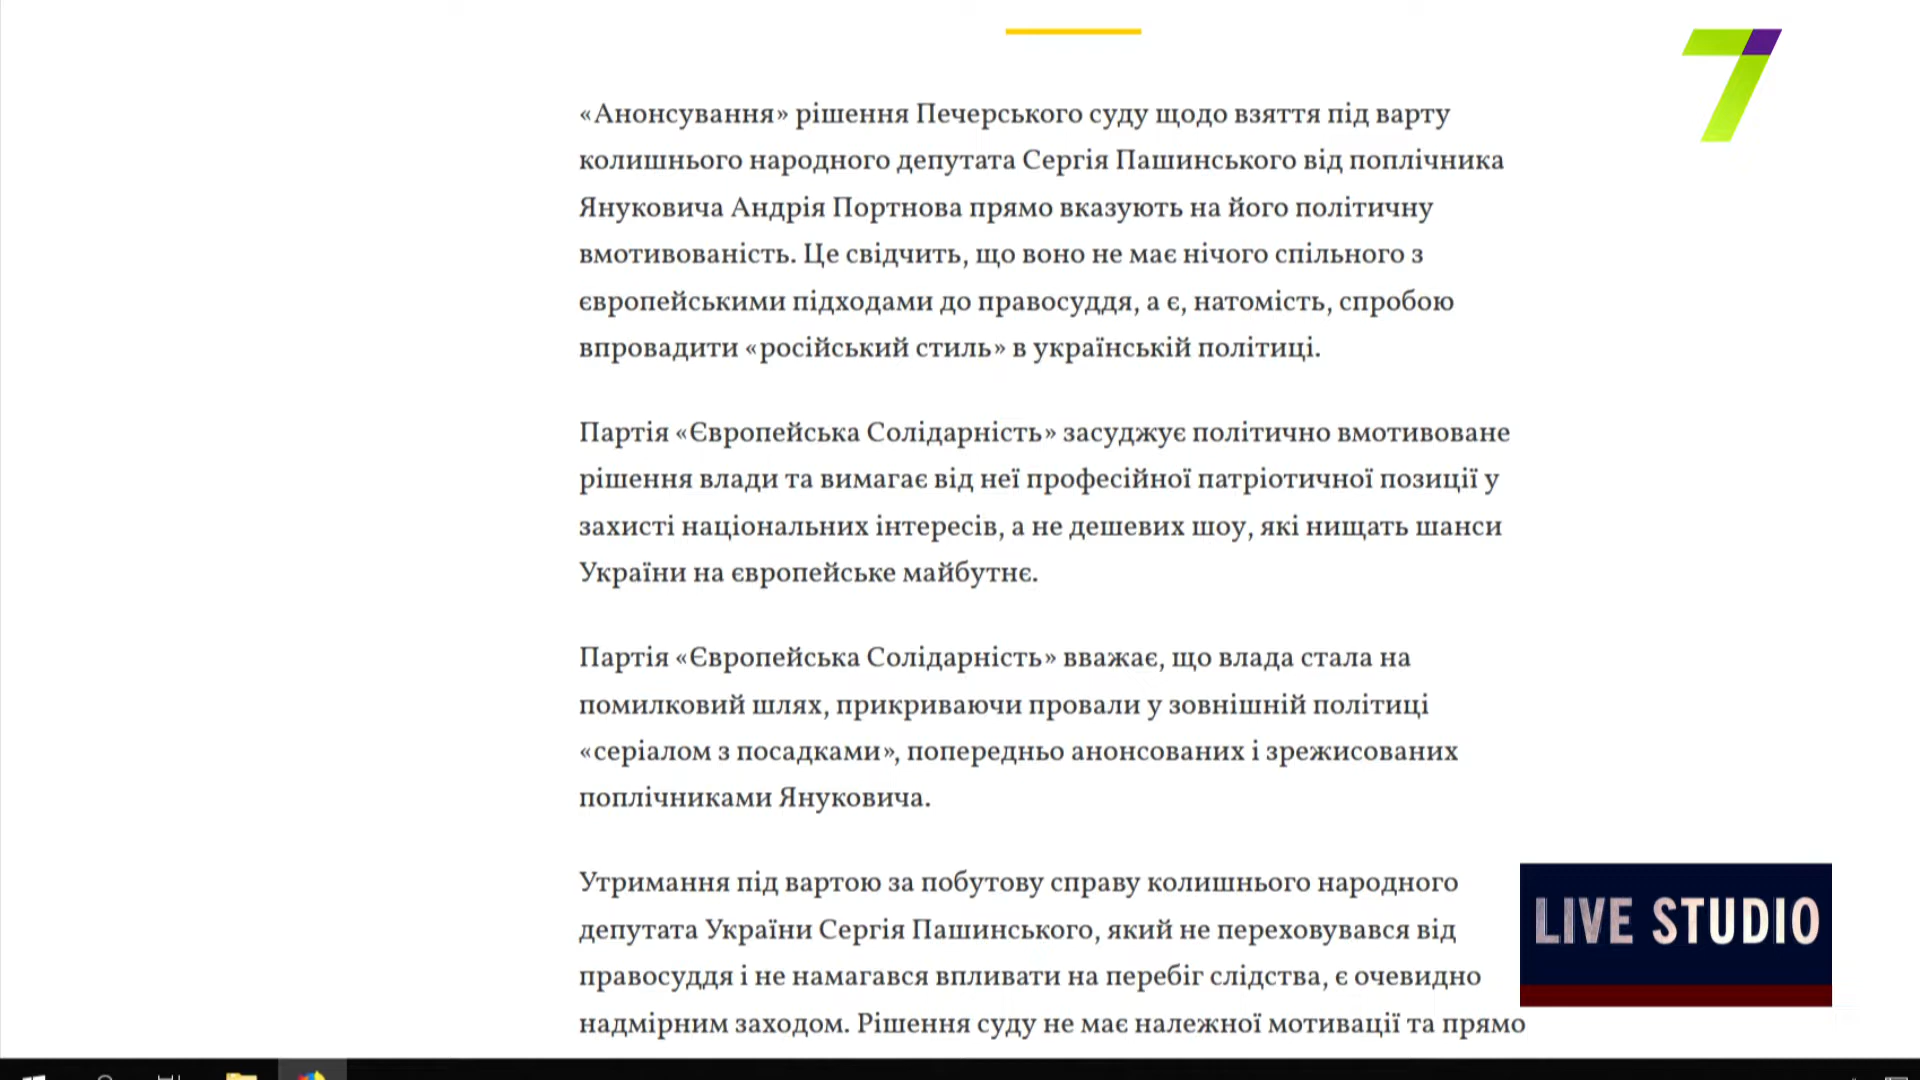 7
«Анонсування» рішення Печерського суду щодо взяття під варту
колишнього народного депутата Сергія Пашинського від поплічника
Януковича Андрія Портнова прямо вказують на його політичну
вмотивованість. Це свідчить, що воно не має нічого спільного з
європейськими підходами до правосуддя, а є, натомість, спробою
впровадити «російський стиль» в українській політиці.
Партія «Європейська Солідарність» засуджує політично вмотивоване
рішення влади та вимагає від неї професійної патріотичної позиції у
захисті національних інтересів, а не дешевих шоу, які нищать шанси
України на європейське майбутнє.
Партія «Європейська Солідарність» вважає, що влада стала на
помилковий шлях, прикриваючи провали у зовнішній політиці
«серіалом з посадками», попередньо анонсованих і зрежисованих
поплічниками Януковича.
Утримання під вартою за побутову справу колишнього народного
депутата України Сергія Пашинського, який не переховувався від
правосуддя і не намагався впливати на перебіг слідства, є очевидно
надмірним заходом. Рішення суду не має належної мотивації та прямо
LIVE STUDIO